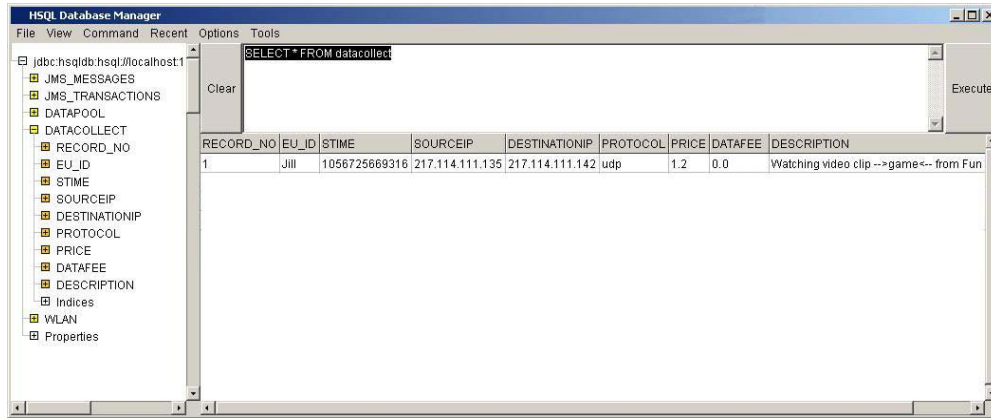 HSQL Database Manager
File View Command Recent Options Tools
jdbc:hsqldb:hsql://localhost:1
JMS_MESSAGES
JMS_TRANSACTIONS
DATAPOOL
DATACOLLECT
RECORD_NO
EU_ID
STIME
SOURCEIP
DESTINATIONIP
PROTOCOL
PRICE
DATAFEE
DESCRIPTION
Indices
WLAN
Properties
Clear
SELECT * FROM datacollect
Execute
RECORD_NO EU_ID STIME SOURCEIP DESTINATIONIP PROTOCOL PRICE DATAFEE DESCRIPTION
1 Jill 1056725669316 217.114.111.135 217.114.111.142 udp 1.2 0.0 Watching video clip -->game<-- from Fun